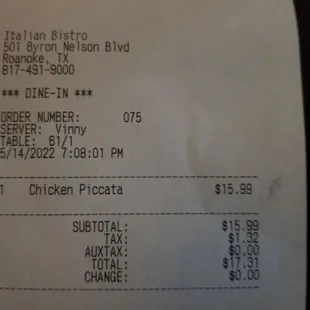 Italian Bistro
501 Byron Nelson Blvd
Roanoke, TX
817-491-9000
*** DINE-IN ***
ORDER NUMBER: 075
SERVER: Vinny
TABLE: 61/1
5/14/2022 7:08:01 PM
1 Chicken Piccata $15.99
SUBTOTAL: $15.99
TAX: $1.32
AUXTAX: $0.00
TOTAL: $17.31
CHANGE: $0.00